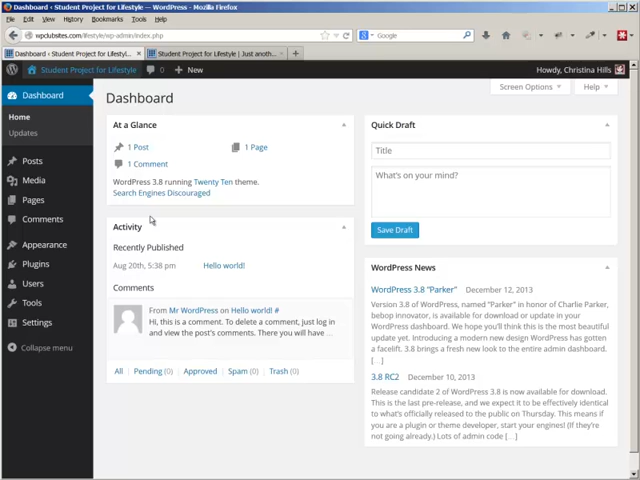 Dashboard ‹ Student Project for Lifestyle — WordPress - Mozilla Firefox
File Edit View History Bookmarks Tools Help
Dashboard ‹ Student Project for Lifestyl... × Student Project for Lifestyle | Just anoth... × +
wpclubsites.com/lifestyle/wp-admin/index.php
Google
Student Project for Lifestyle 0 + New Howdy, Christina Hills
Screen Options Help
Dashboard
Home
Updates
Posts
Media
Pages
Comments
Appearance
Plugins
Users
Tools
Settings
Collapse menu
Dashboard
At a Glance
1 Post 1 Page
1 Comment
WordPress 3.8 running Twenty Ten theme.
Search Engines Discouraged
Activity
Recently Published
Aug 20th, 5:38 pm Hello world!
Comments
From Mr WordPress on Hello world! #
Hi, this is a comment. To delete a comment, just log in
and view the post's comments. There you will have ...
All Pending (0) Approved Spam (0) Trash (0)
Quick Draft
Title
What's on your mind?
Save Draft
WordPress News
WordPress 3.8 “Parker” December 12, 2013
Version 3.8 of WordPress, named “Parker” in honor of Charlie Parker,
bebop innovator, is available for download or update in your
WordPress dashboard. We hope you'll think this is the most beautiful
update yet. Introducing a modern new design WordPress has gotten
a facelift. 3.8 brings a fresh new look to the entire admin dashboard.
[…]
3.8 RC2 December 10, 2013
Release candidate 2 of WordPress 3.8 is now available for download.
This is the last pre-release, and we expect it to be effectively identical
to what's officially released to the public on Thursday. This means if
you are a plugin or theme developer, start your engines! (If they're
not going already.) Lots of admin code […]